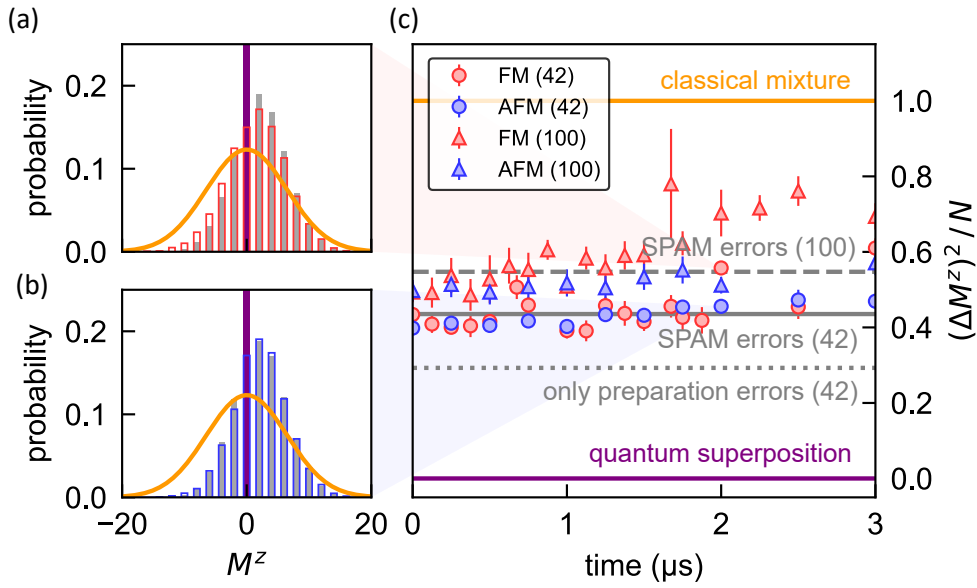 (a)
probability
0.2
0.1
0.0
(b)
probability
0.2
0.1
0.0
−20
0
20
M^z
(c)
FM (42)
AFM (42)
FM (100)
AFM (100)
classical mixture
SPAM errors (100)
SPAM errors (42)
only preparation errors (42)
quantum superposition
1.0
0.8
0.6
0.4
0.2
0.0
(ΔM^z)^2 / N
0
1
2
3
time (μs)